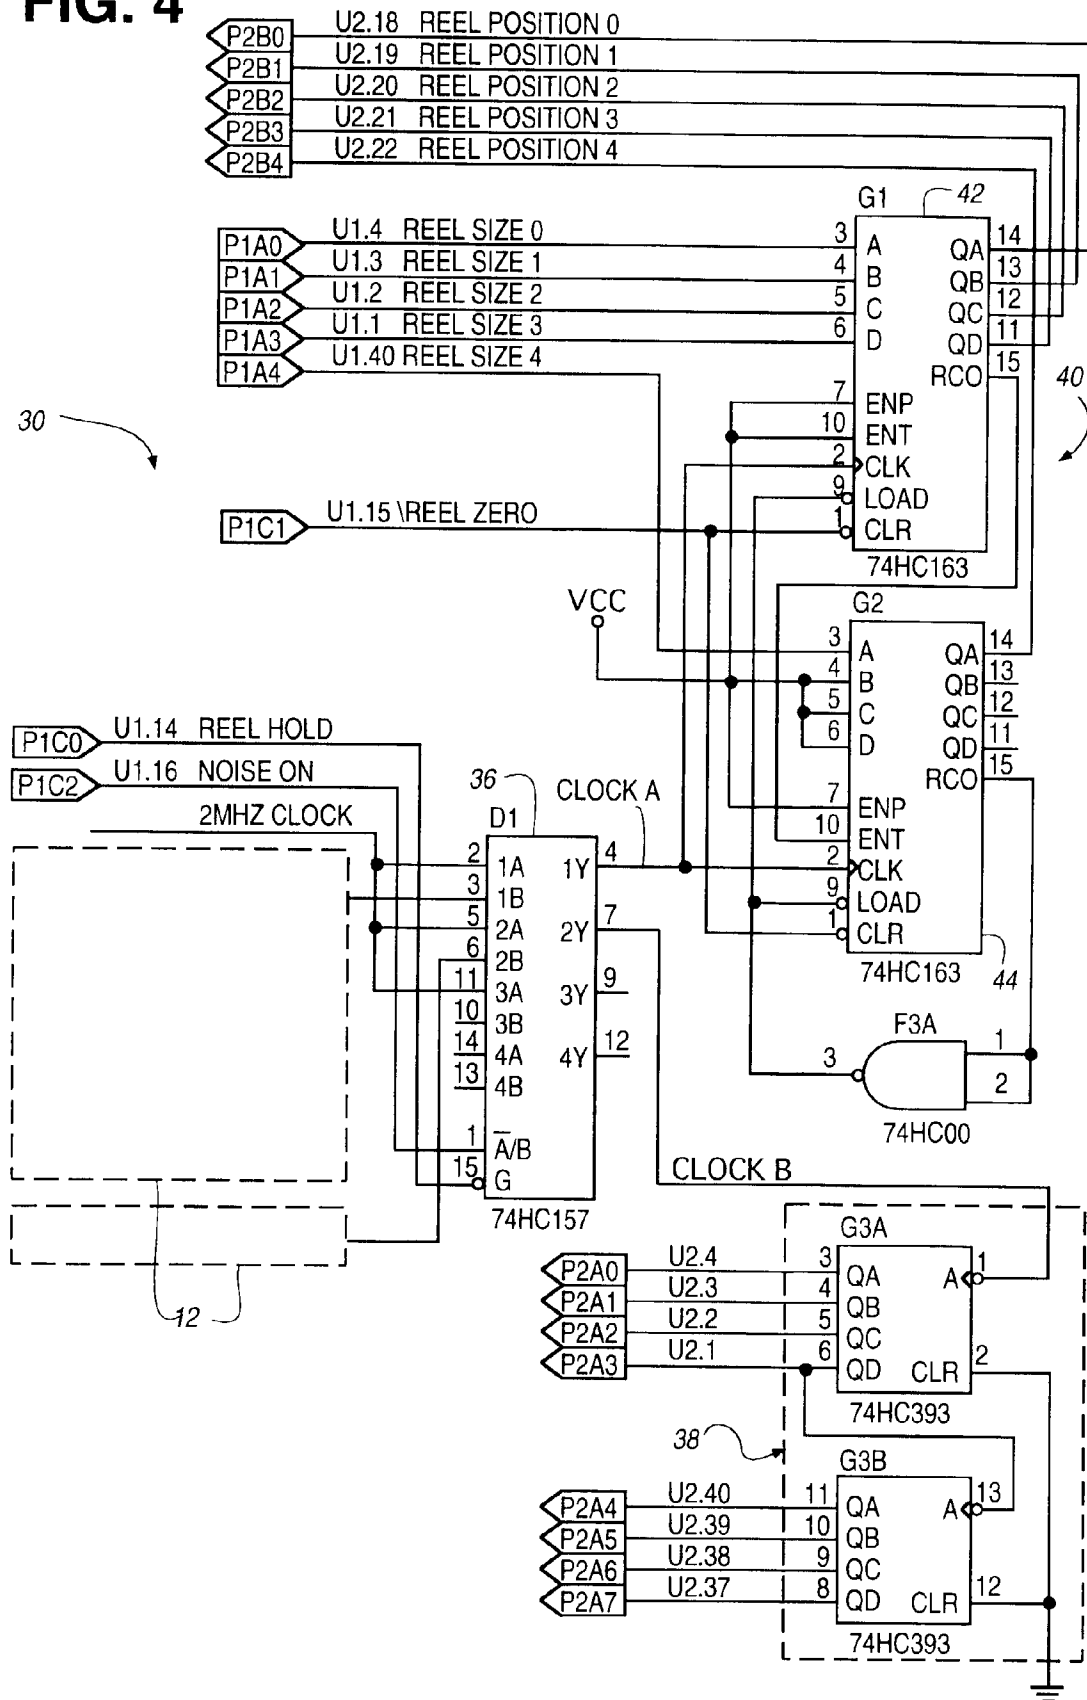 FIG. 4
P2B0 U2.18 REEL POSITION 0
P2B1 U2.19 REEL POSITION 1
P2B2 U2.20 REEL POSITION 2
P2B3 U2.21 REEL POSITION 3
P2B4 U2.22 REEL POSITION 4
G1 42
P1A0 U1.4 REEL SIZE 0 3 A QA 14
P1A1 U1.3 REEL SIZE 1 4 B QB 13
P1A2 U1.2 REEL SIZE 2 5 C QC 12
P1A3 U1.1 REEL SIZE 3 6 D QD 11
P1A4 U1.40 REEL SIZE 4 RCO 15
40
30
7 ENP
10 ENT
2 CLK
9 LOAD
P1C1 U1.15 \REEL ZERO 1 CLR
74HC163
VCC
G2
3 A QA 14
4 B QB 13
5 C QC 12
6 D QD 11
RCO 15
7 ENP
10 ENT
2 CLK
9 LOAD
1 CLR
74HC163 44
P1C0 U1.14 REEL HOLD
P1C2 U1.16 NOISE ON
2MHZ CLOCK
36 CLOCK A
D1
2 1A 1Y 4
3 1B
5 2A 2Y 7
6 2B
11 3A 3Y 9
10 3B
14 4A 4Y 12
13 4B
1 A̅/B
15 G
74HC157
F3A
3 1
2
74HC00
CLOCK B
12
G3A
P2A0 U2.4 3 QA A 1
P2A1 U2.3 4 QB
P2A2 U2.2 5 QC
P2A3 U2.1 6 QD CLR 2
74HC393
38
G3B
P2A4 U2.40 11 QA A 13
P2A5 U2.39 10 QB
P2A6 U2.38 9 QC
P2A7 U2.37 8 QD CLR 12
74HC393